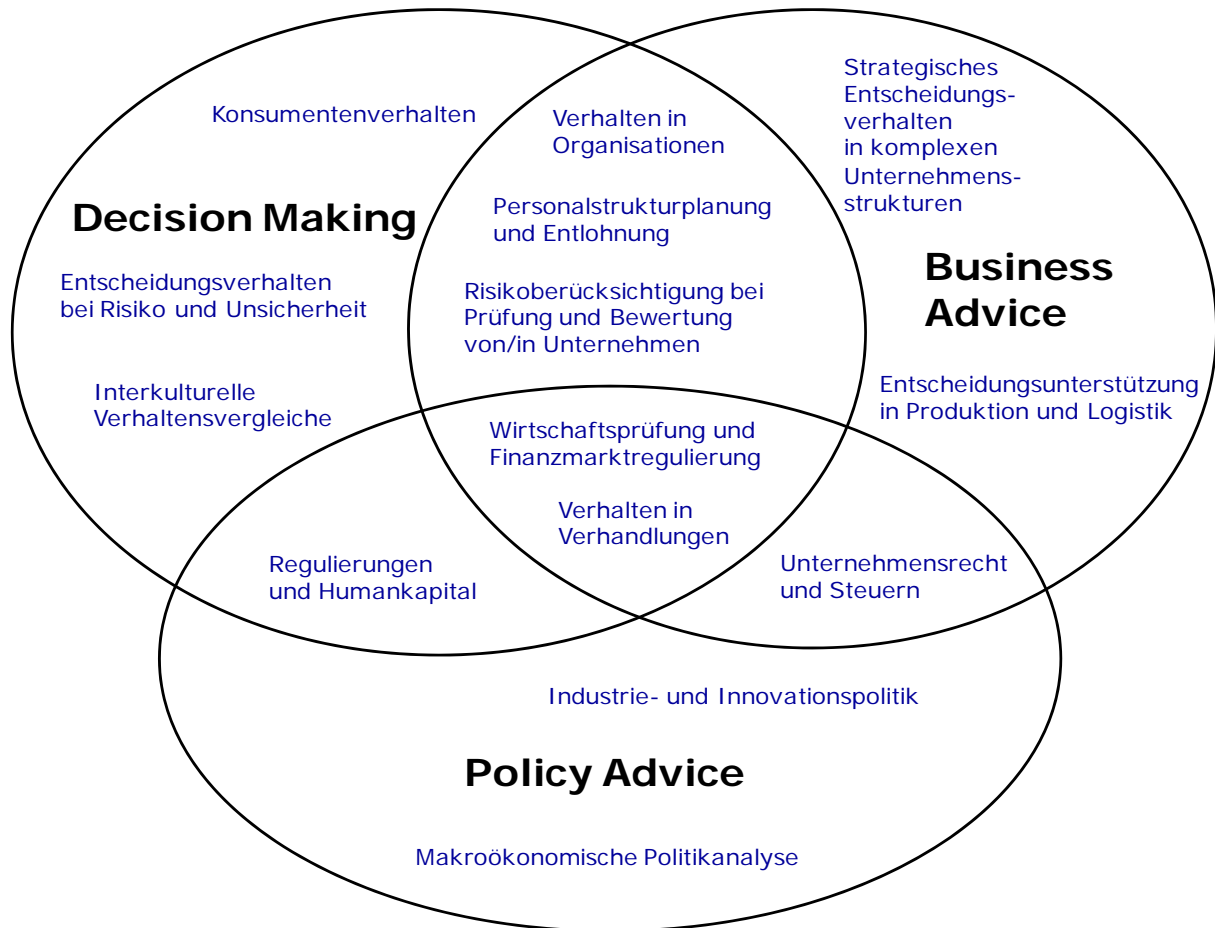 Konsumentenverhalten
Decision Making
Entscheidungsverhalten
bei Risiko und Unsicherheit
Interkulturelle
Verhaltensvergleiche
Verhalten in
Organisationen
Personalstrukturplanung
und Entlohnung
Risikoberücksichtigung bei
Prüfung und Bewertung
von/in Unternehmen
Strategisches
Entscheidungs-
verhalten
in komplexen
Unternehmens-
strukturen
Business
Advice
Entscheidungsunterstützung
in Produktion und Logistik
Wirtschaftsprüfung und
Finanzmarktregulierung
Verhalten in
Verhandlungen
Regulierungen
und Humankapital
Unternehmensrecht
und Steuern
Industrie- und Innovationspolitik
Policy Advice
Makroökonomische Politikanalyse